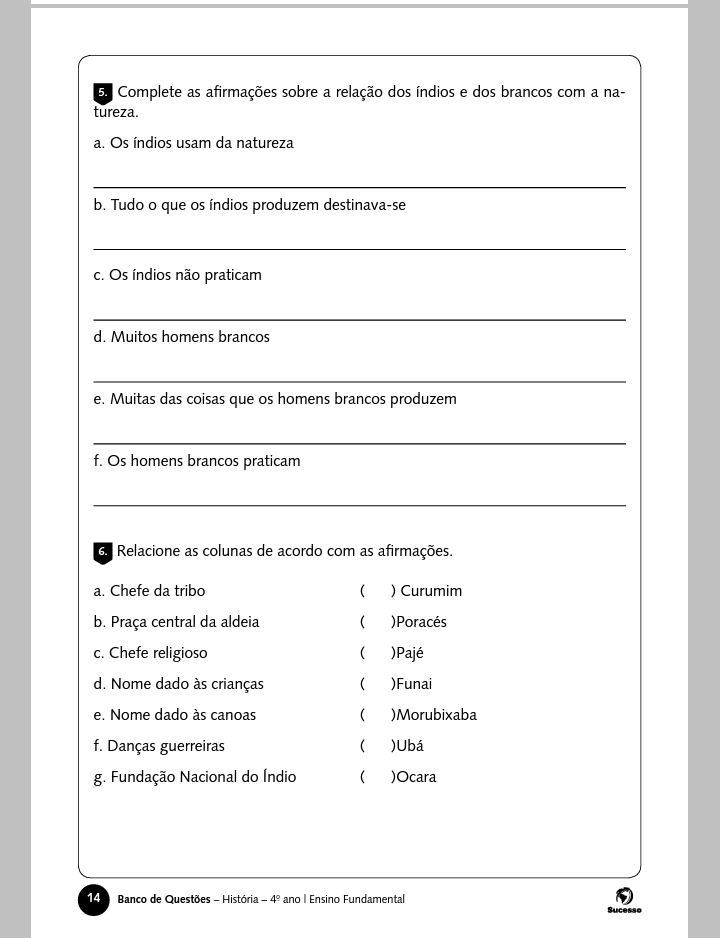 5. Complete as afirmações sobre a relação dos índios e dos brancos com a na-
tureza.
a. Os índios usam da natureza
b. Tudo o que os índios produzem destinava-se
c. Os índios não praticam
d. Muitos homens brancos
e. Muitas das coisas que os homens brancos produzem
f. Os homens brancos praticam
6. Relacione as colunas de acordo com as afirmações.
a. Chefe da tribo ( ) Curumim
b. Praça central da aldeia ( )Poracés
c. Chefe religioso ( )Pajé
d. Nome dado às crianças ( )Funai
e. Nome dado às canoas ( )Morubixaba
f. Danças guerreiras ( )Ubá
g. Fundação Nacional do Índio ( )Ocara
14 Banco de Questões – História – 4º ano | Ensino Fundamental
Sucesso